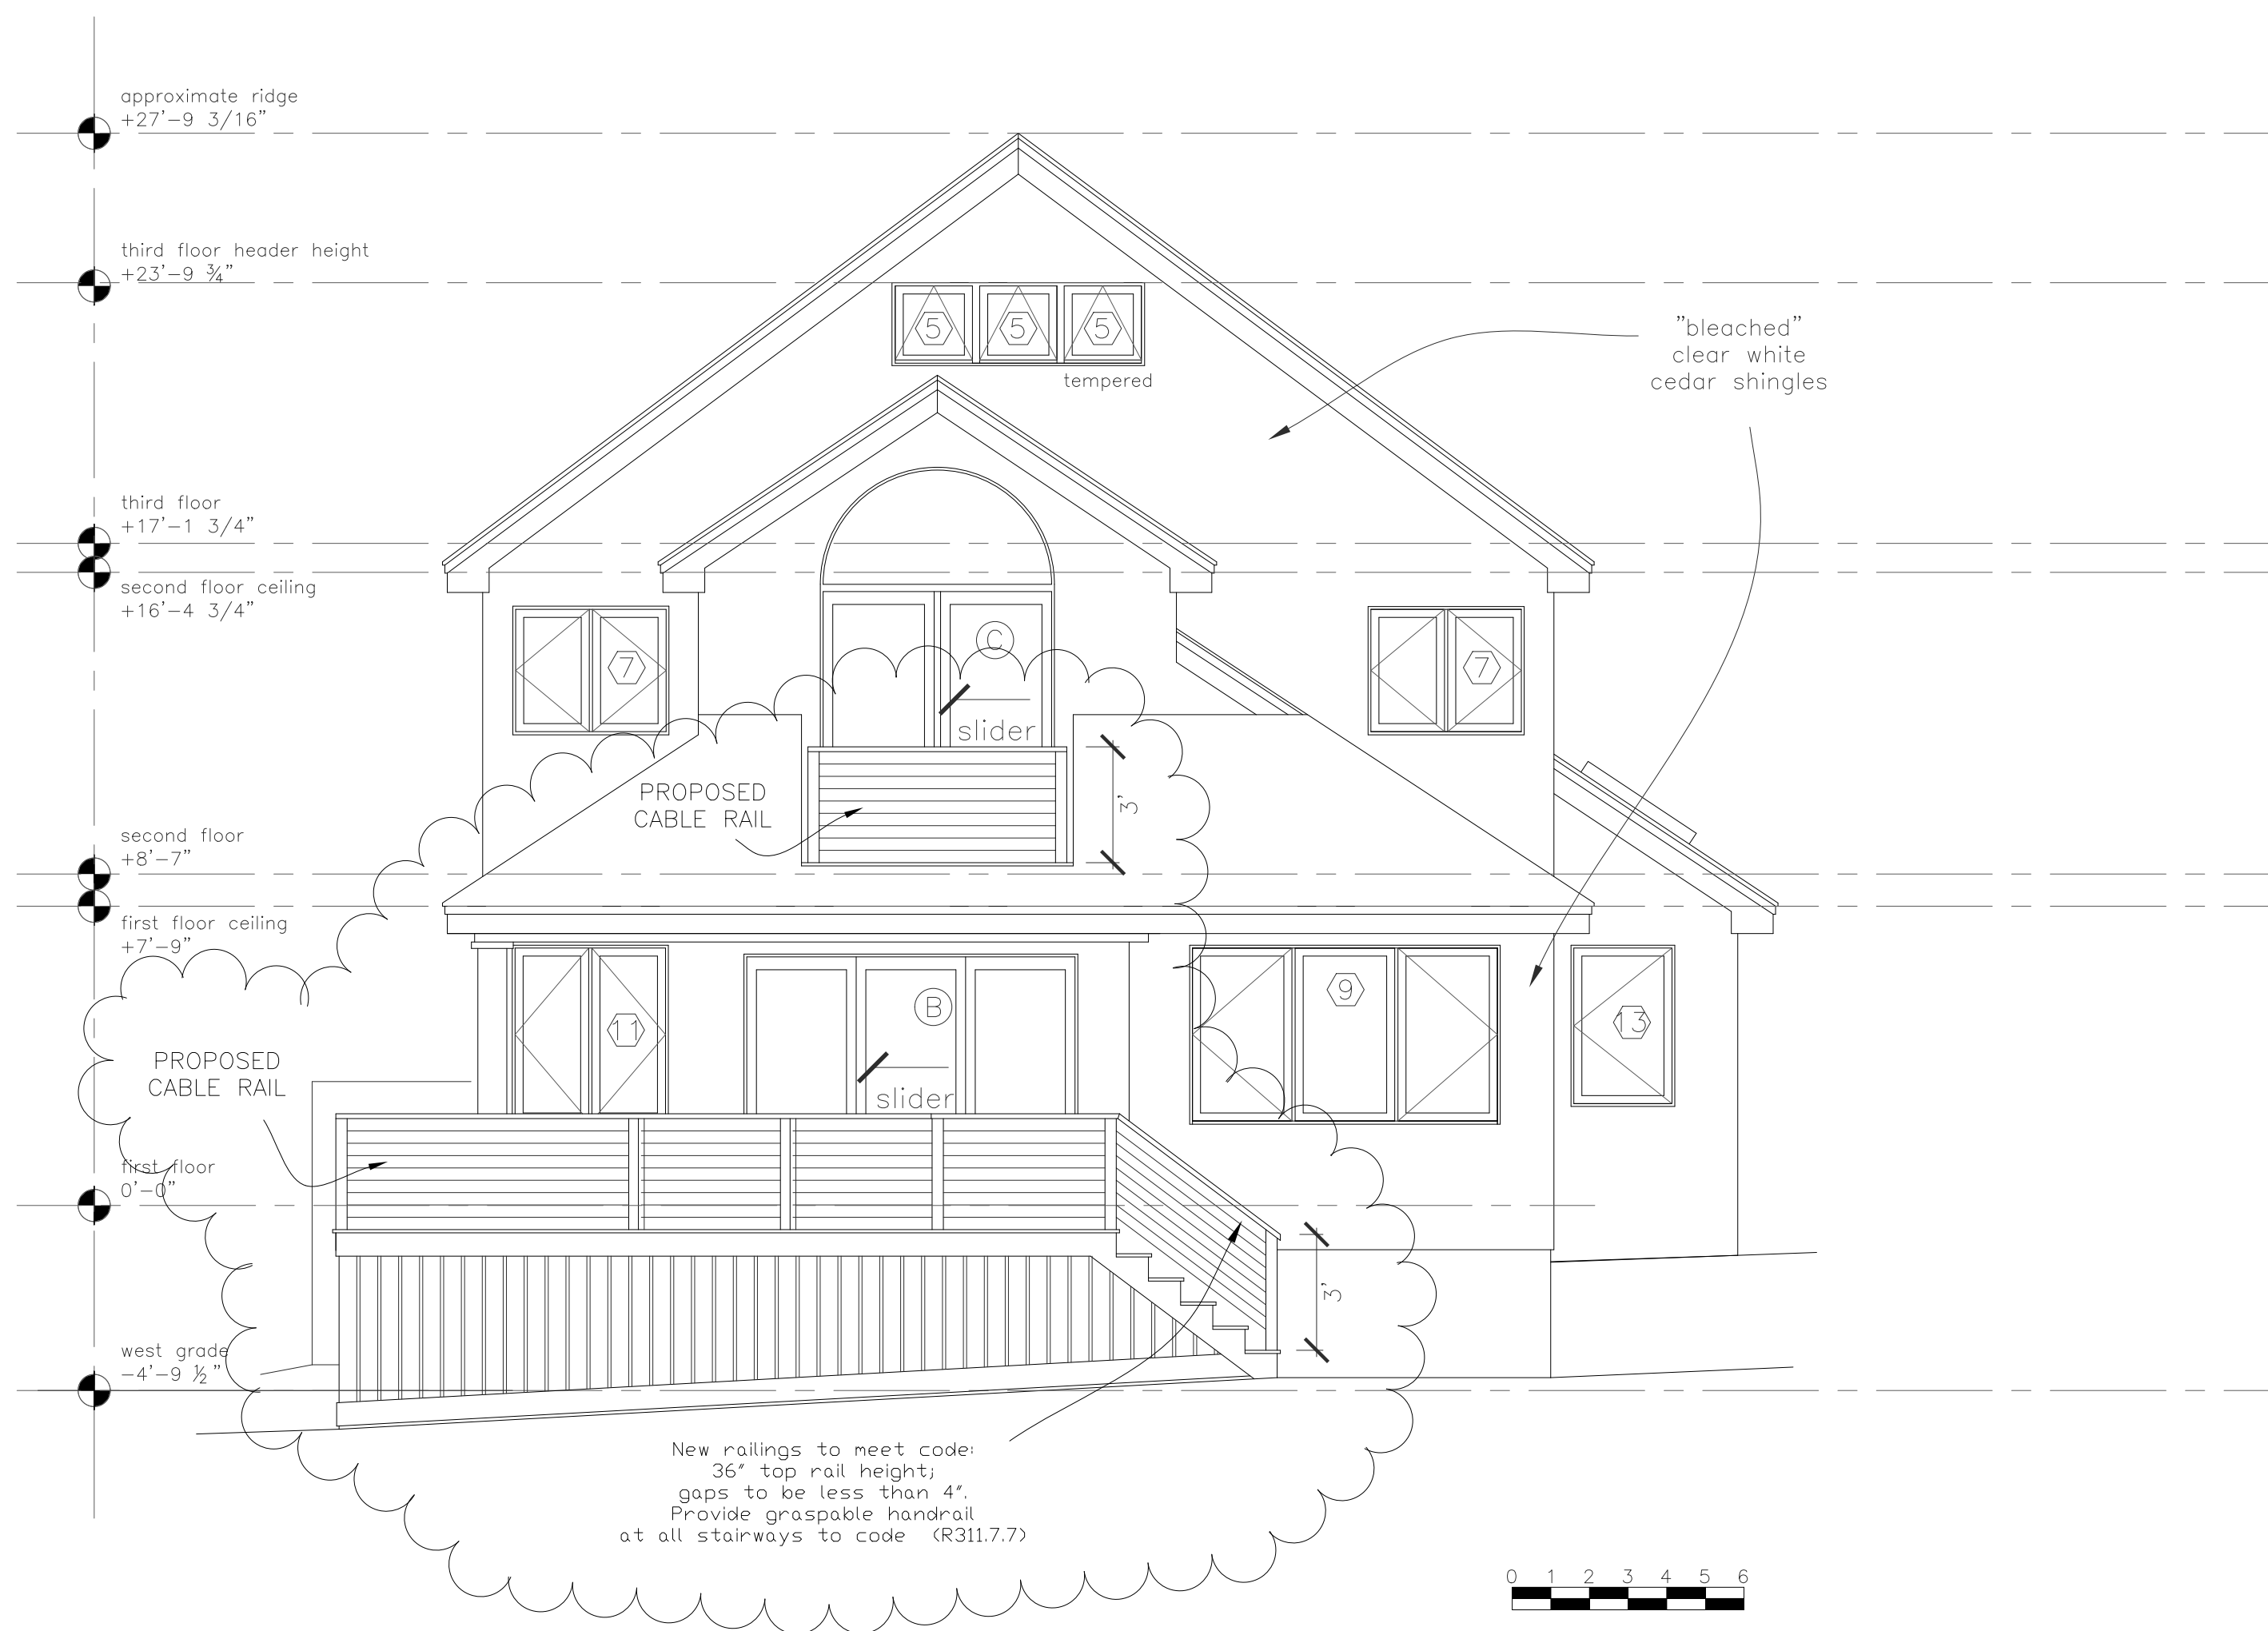 approximate ridge
+27'-9 3/16"
third floor header height
+23'-9 ¾"
5
5
5
tempered
"bleached"
clear white
cedar shingles
third floor
+17'-1 3/4"
second floor ceiling
+16'-4 3/4"
7
C
7
slider
PROPOSED
CABLE RAIL
3'
second floor
+8'-7"
first floor ceiling
+7'-9"
11
B
9
13
slider
PROPOSED
CABLE RAIL
first floor
0'-0"
3'
west grade
-4'-9 ½"
New railings to meet code:
36" top rail height;
gaps to be less than 4".
Provide graspable handrail
at all stairways to code (R311.7.7)
0 1 2 3 4 5 6